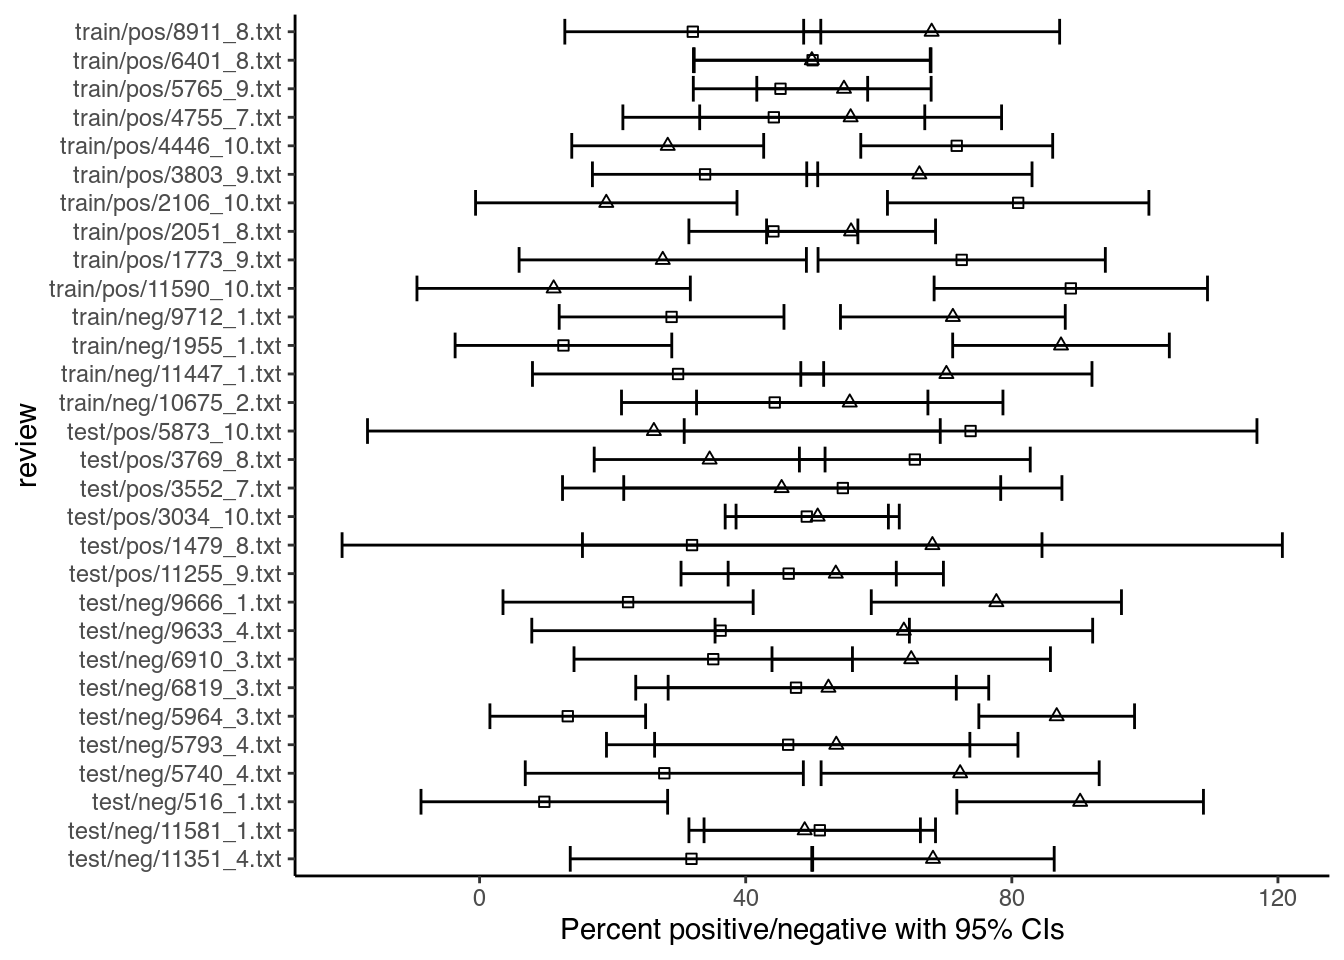 train/pos/8911_8.txt
train/pos/6401_8.txt
train/pos/5765_9.txt
train/pos/4755_7.txt
train/pos/4446_10.txt
train/pos/3803_9.txt
train/pos/2106_10.txt
train/pos/2051_8.txt
train/pos/1773_9.txt
train/pos/11590_10.txt
train/neg/9712_1.txt
train/neg/1955_1.txt
train/neg/11447_1.txt
train/neg/10675_2.txt
test/pos/5873_10.txt
test/pos/3769_8.txt
test/pos/3552_7.txt
test/pos/3034_10.txt
test/pos/1479_8.txt
test/pos/11255_9.txt
test/neg/9666_1.txt
test/neg/9633_4.txt
test/neg/6910_3.txt
test/neg/6819_3.txt
test/neg/5964_3.txt
test/neg/5793_4.txt
test/neg/5740_4.txt
test/neg/516_1.txt
test/neg/11581_1.txt
test/neg/11351_4.txt
review
0 40 80 120
Percent positive/negative with 95% CIs